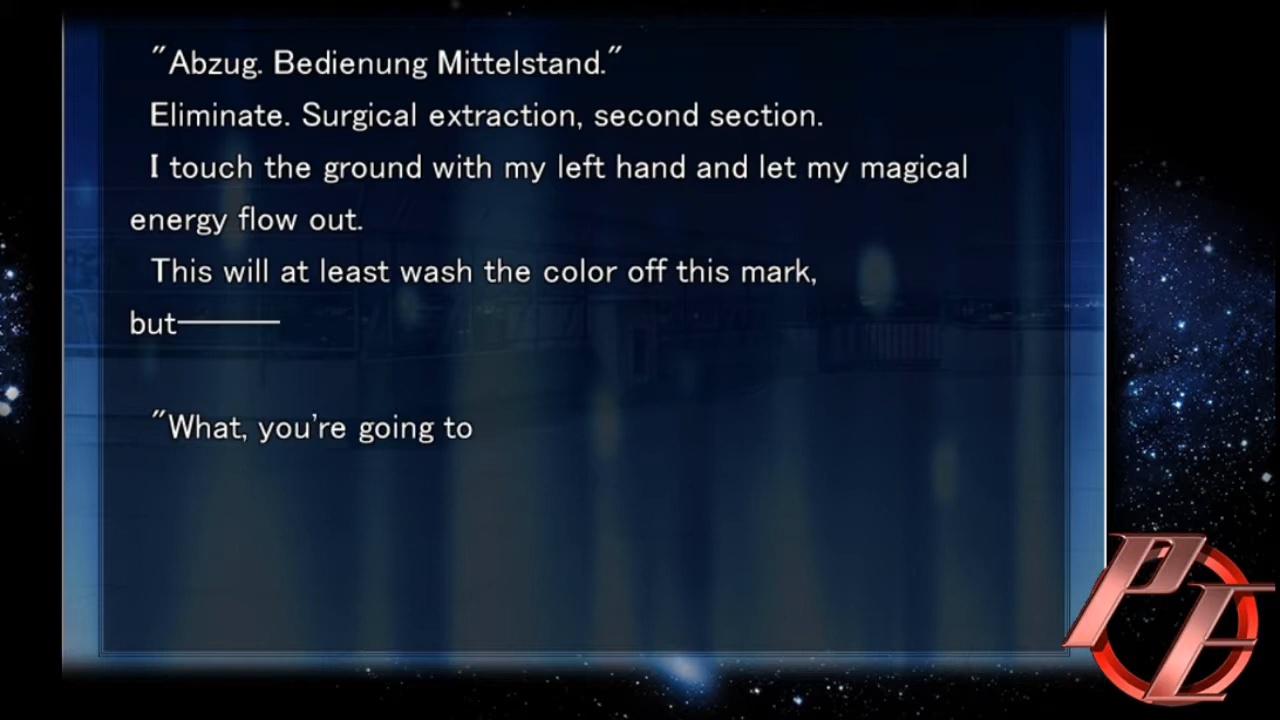 "Abzug. Bedienung Mittelstand."
Eliminate. Surgical extraction, second section.
I touch the ground with my left hand and let my magical
energy flow out.
This will at least wash the color off this mark,
but———
"What, you're going to
PE